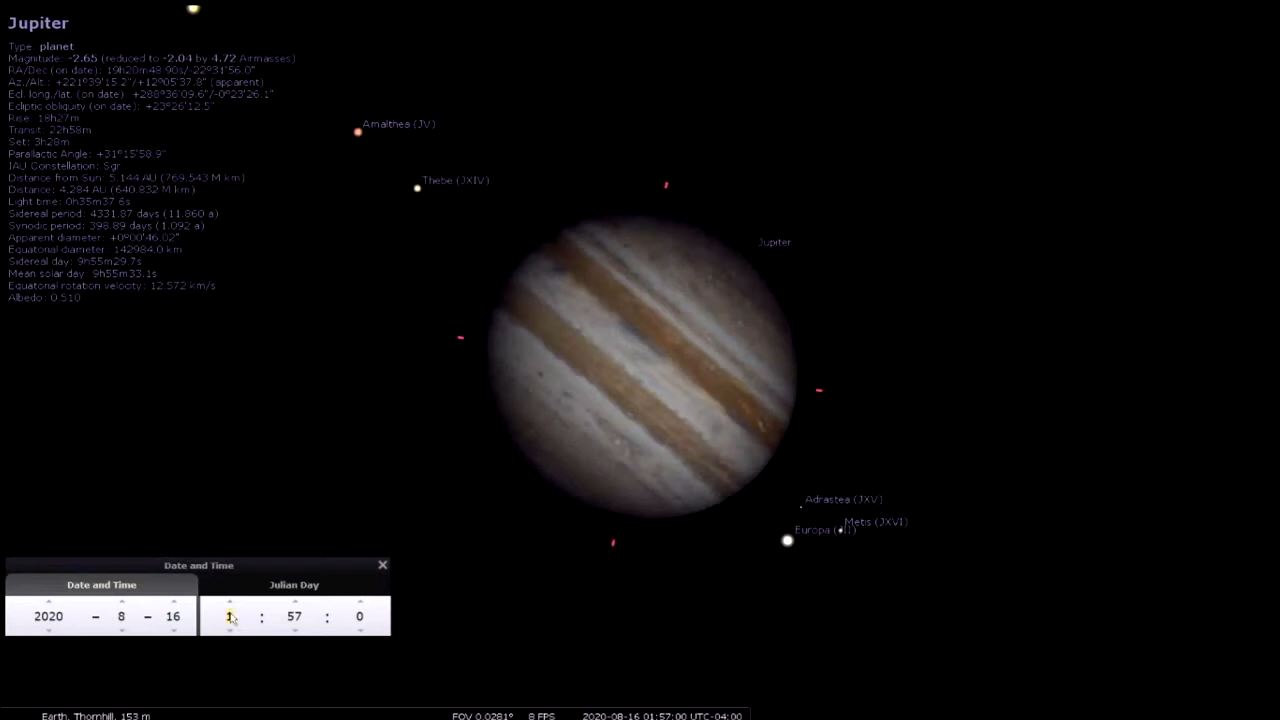 Jupiter
Type: planet
Magnitude: -2.65 (reduced to -2.04 by 4.72 Airmasses)
RA/Dec (on date): 19h20m48.90s/-22°31'56.0"
Az./Alt.: +221°39'15.2"/+12°05'37.8" (apparent)
Ecl. long./lat. (on date): +288°36'09.6"/-0°23'26.1"
Ecliptic obliquity (on date): +23°26'12.5"
Rise: 18h27m
Transit: 22h58m
Set: 3h28m
Parallactic Angle: +31°15'58.9"
IAU Constellation: Sgr
Distance from Sun: 5.144 AU (769.543 M km)
Distance: 4.284 AU (640.832 M km)
Light time: 0h35m37.6s
Sidereal period: 4331.87 days (11.860 a)
Synodic period: 398.89 days (1.092 a)
Apparent diameter: +0°00'46.02"
Equatorial diameter: 142984.0 km
Sidereal day: 9h55m29.7s
Mean solar day: 9h55m33.1s
Equatorial rotation velocity: 12.572 km/s
Albedo: 0.510
Amalthea (JV)
Thebe (JXIV)
Jupiter
Adrastea (JXV)
Metis (JXVI)
Europa (JII)
Date and Time
Date and Time Julian Day
2020 - 8 - 16 1 : 57 : 0
Earth, Thornhill, 153 m FOV 0.0281° 8 FPS 2020-08-16 01:57:00 UTC-04:00